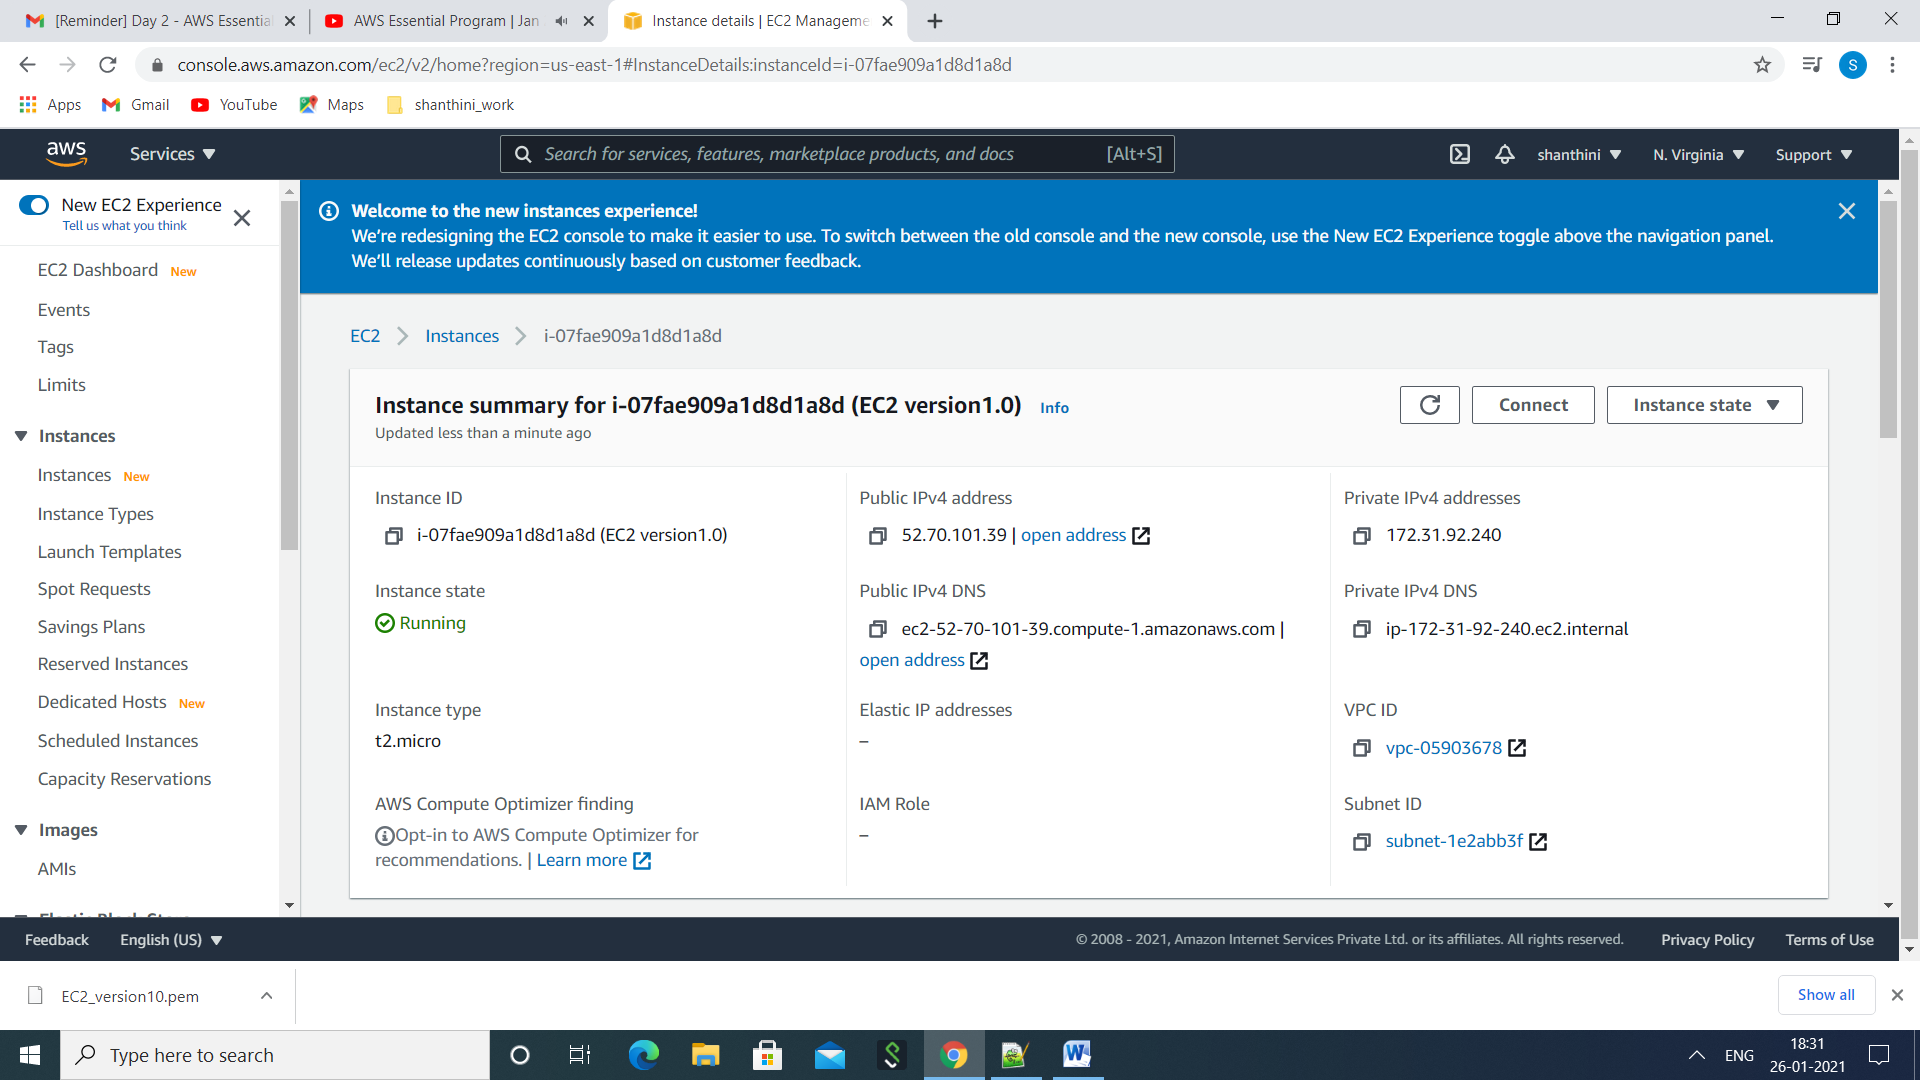 [Reminder] Day 2 - AWS Essentia
AWS Essential Program | Jan
Instance details | EC2 Manageme
console.aws.amazon.com/ec2/v2/home?region=us-east-1#InstanceDetails:instanceId=i-07fae909a1d8d1a8d
S
Apps
Gmail
YouTube
Maps
shanthini_work
aws
Services
Search for services, features, marketplace products, and docs
[Alt+S]
shanthini
N. Virginia
Support
New EC2 Experience
Tell us what you think
EC2 Dashboard New
Events
Tags
Limits
Instances
Instances New
Instance Types
Launch Templates
Spot Requests
Savings Plans
Reserved Instances
Dedicated Hosts New
Scheduled Instances
Capacity Reservations
Images
AMIs
Welcome to the new instances experience!
We're redesigning the EC2 console to make it easier to use. To switch between the old console and the new console, use the New EC2 Experience toggle above the navigation panel.
We'll release updates continuously based on customer feedback.
EC2
Instances
i-07fae909a1d8d1a8d
Instance summary for i-07fae909a1d8d1a8d (EC2 version1.0) Info
Updated less than a minute ago
Connect
Instance state
Instance ID
i-07fae909a1d8d1a8d (EC2 version1.0)
Public IPv4 address
52.70.101.39 | open address
Private IPv4 addresses
172.31.92.240
Instance state
Running
Public IPv4 DNS
ec2-52-70-101-39.compute-1.amazonaws.com |
open address
Private IPv4 DNS
ip-172-31-92-240.ec2.internal
Instance type
t2.micro
Elastic IP addresses
–
VPC ID
vpc-05903678
AWS Compute Optimizer finding
Opt-in to AWS Compute Optimizer for
recommendations. | Learn more
IAM Role
–
Subnet ID
subnet-1e2abb3f
Feedback
English (US)
© 2008 - 2021, Amazon Internet Services Private Ltd. or its affiliates. All rights reserved.
Privacy Policy
Terms of Use
EC2_version10.pem
Show all
Type here to search
ENG
18:31
26-01-2021